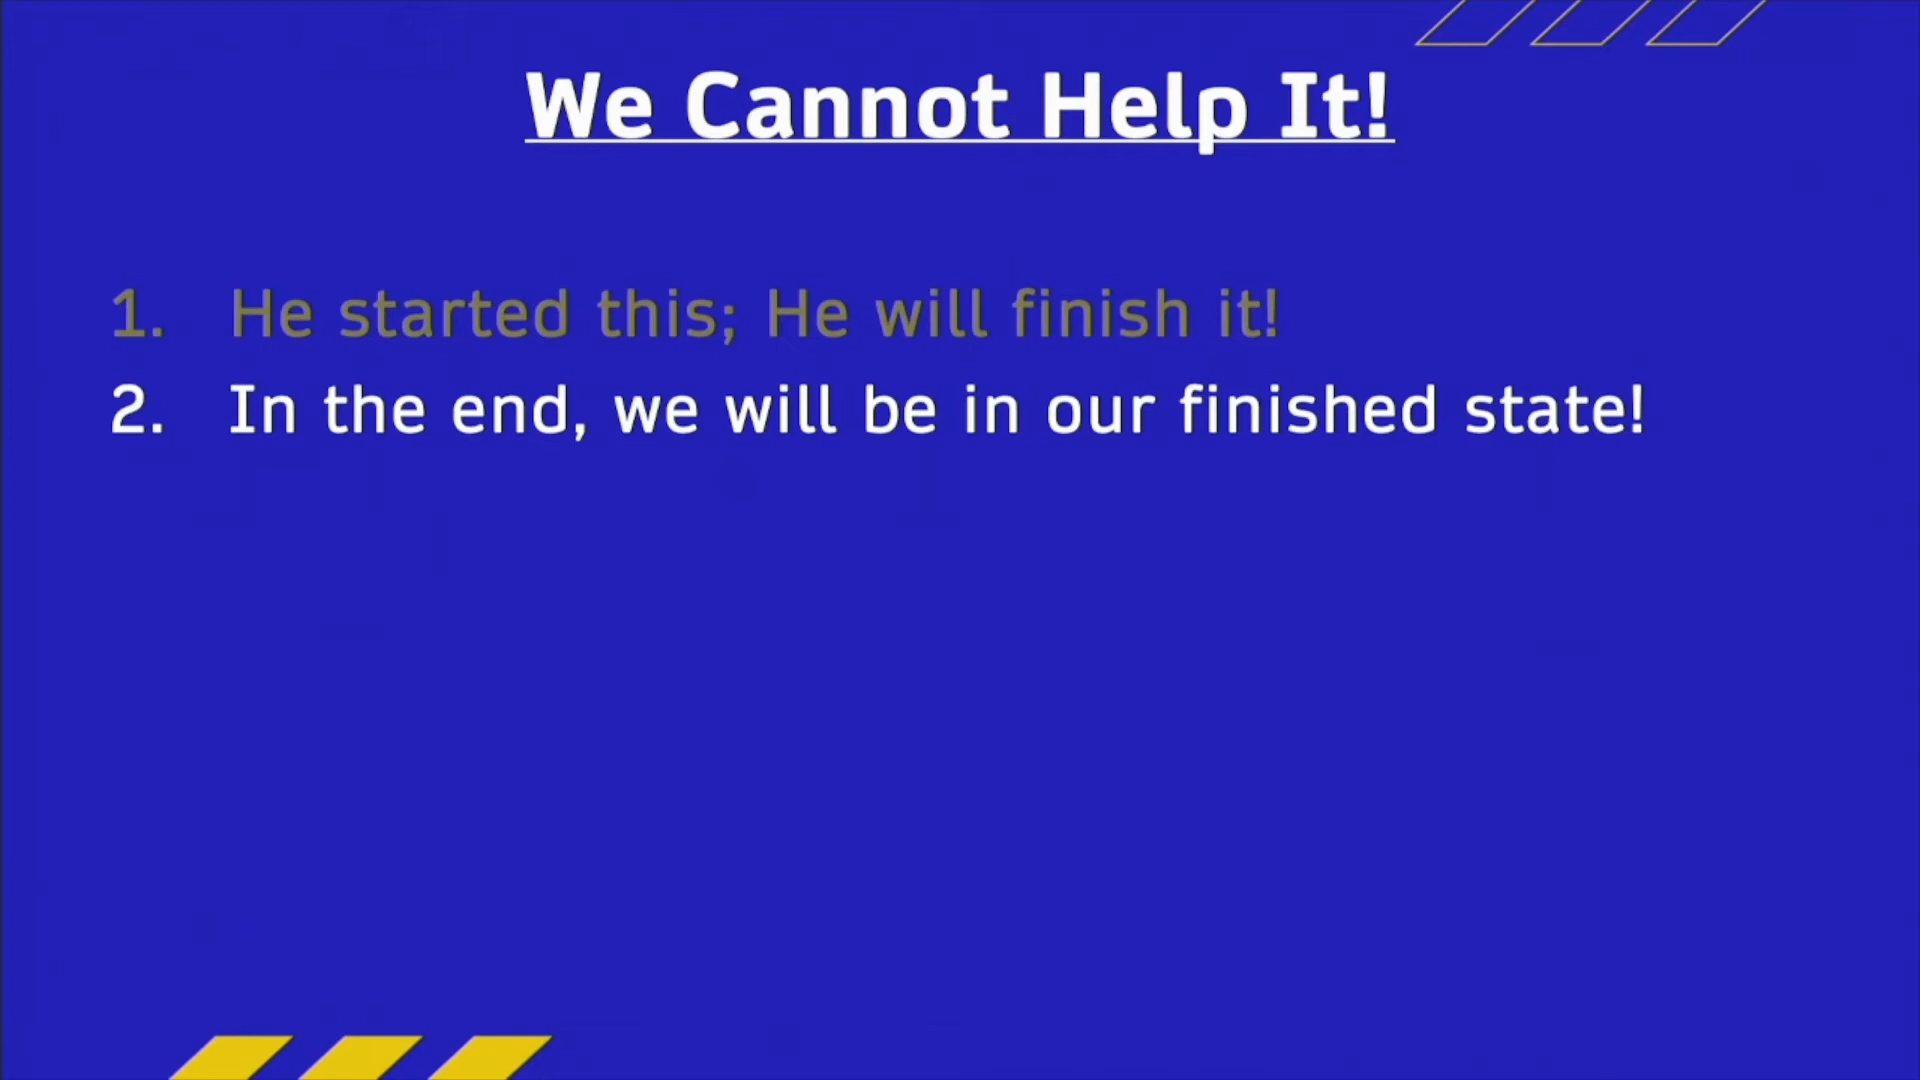 We Cannot Help It!
1. He started this; He will finish it!
2. In the end, we will be in our finished state!